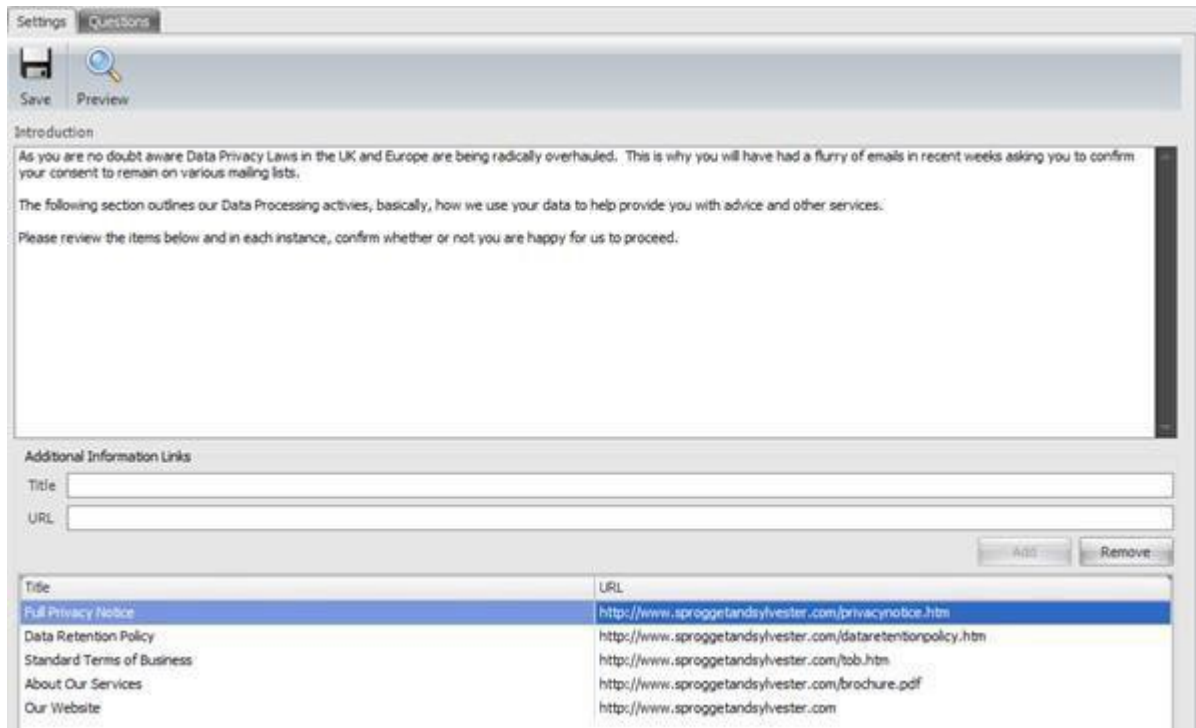 Settings Questions
Save Preview
Introduction
As you are no doubt aware Data Privacy Laws in the UK and Europe are being radically overhauled. This is why you will have had a flurry of emails in recent weeks asking you to confirm
your consent to remain on various mailing lists.
The following section outlines our Data Processing activies, basically, how we use your data to help provide you with advice and other services.
Please review the items below and in each instance, confirm whether or not you are happy for us to proceed.
Additional Information Links
Title
URL
Add Remove
Title URL
Full Privacy Notice http://www.sproggetandsylvester.com/privacynotice.htm
Data Retention Policy http://www.sproggetandsylvester.com/dataretentionpolicy.htm
Standard Terms of Business http://www.sproggetandsylvester.com/tob.htm
About Our Services http://www.sproggetandsylvester.com/brochure.pdf
Our Website http://www.sproggetandsylvester.com